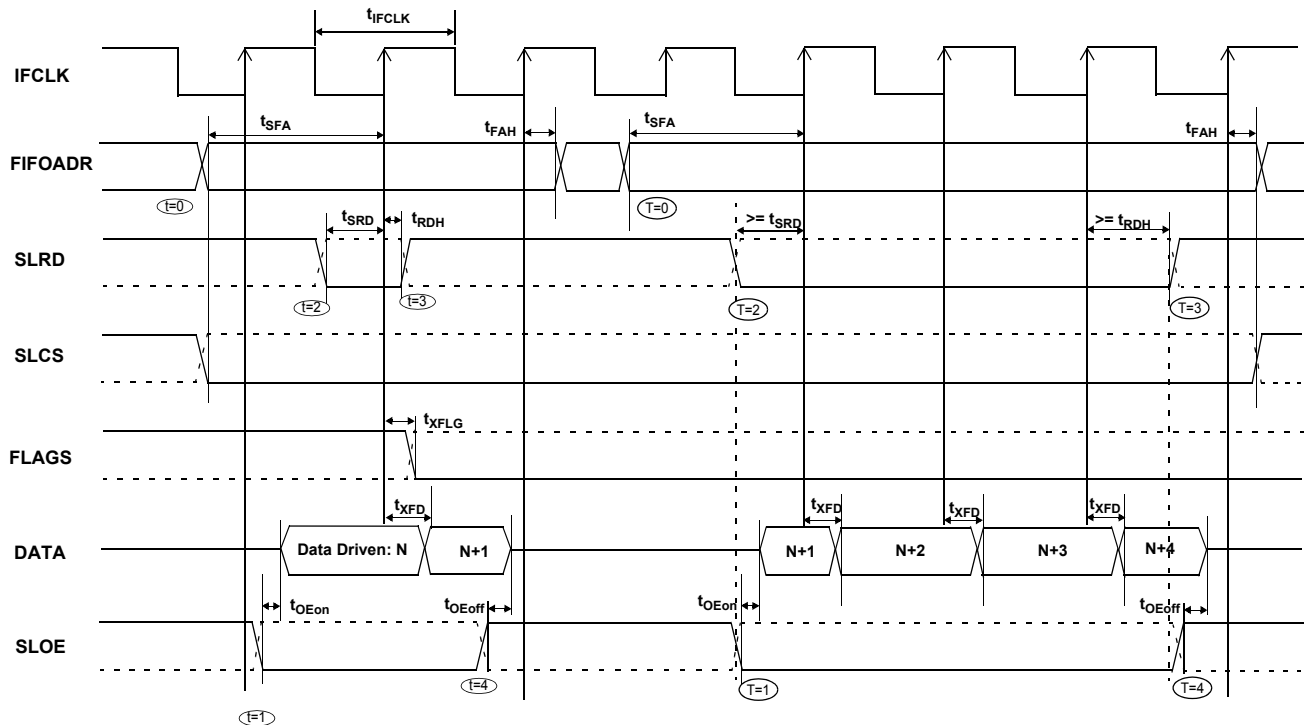 tIFCLK
IFCLK
tSFA
tFAH
tSFA
tFAH
FIFOADR
t=0
T=0
tSRD
tRDH
>= tSRD
>= tRDH
SLRD
t=2
t=3
T=2
T=3
SLCS
tXFLG
FLAGS
tXFD
tXFD
tXFD
tXFD
DATA
Data Driven: N
N+1
N+1
N+2
N+3
N+4
tOEon
tOEoff
tOEon
tOEoff
SLOE
t=4
T=1
T=4
t=1